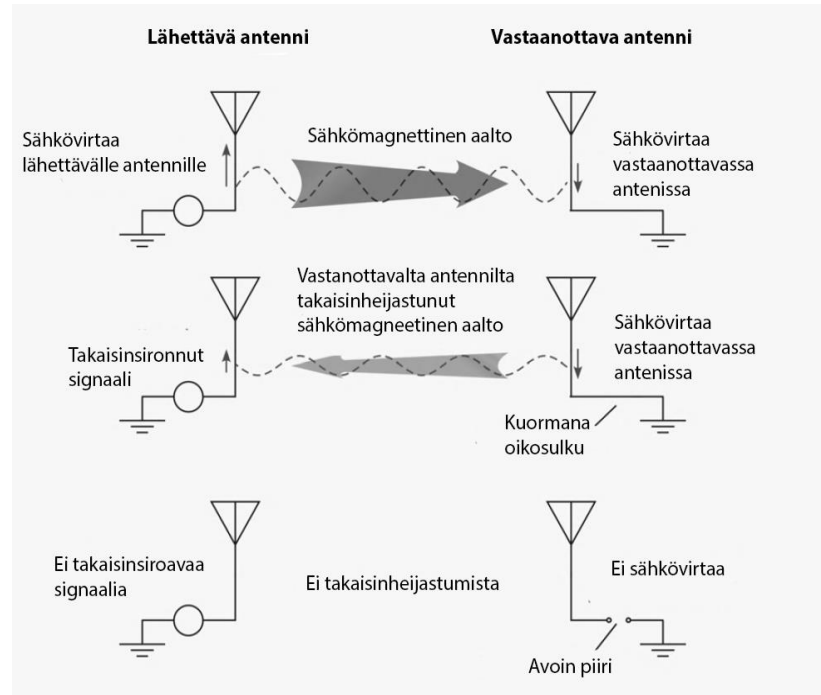 Lähettävä antenni
Vastaanottava antenni
Sähkövirtaa
lähettävälle antennille
Sähkömagnettinen aalto
Sähkövirtaa
vastaanottavassa
antenissa
Vastanottavalta antennilta
takaisinheijastunut
sähkömagneetinen aalto
Takaisinsironnut
signaali
Sähkövirtaa
vastaanottavassa
antenissa
Kuormana
oikosulku
Ei takaisinsiroavaa
signaalia
Ei takaisinheijastumista
Ei sähkövirtaa
Avoin piiri